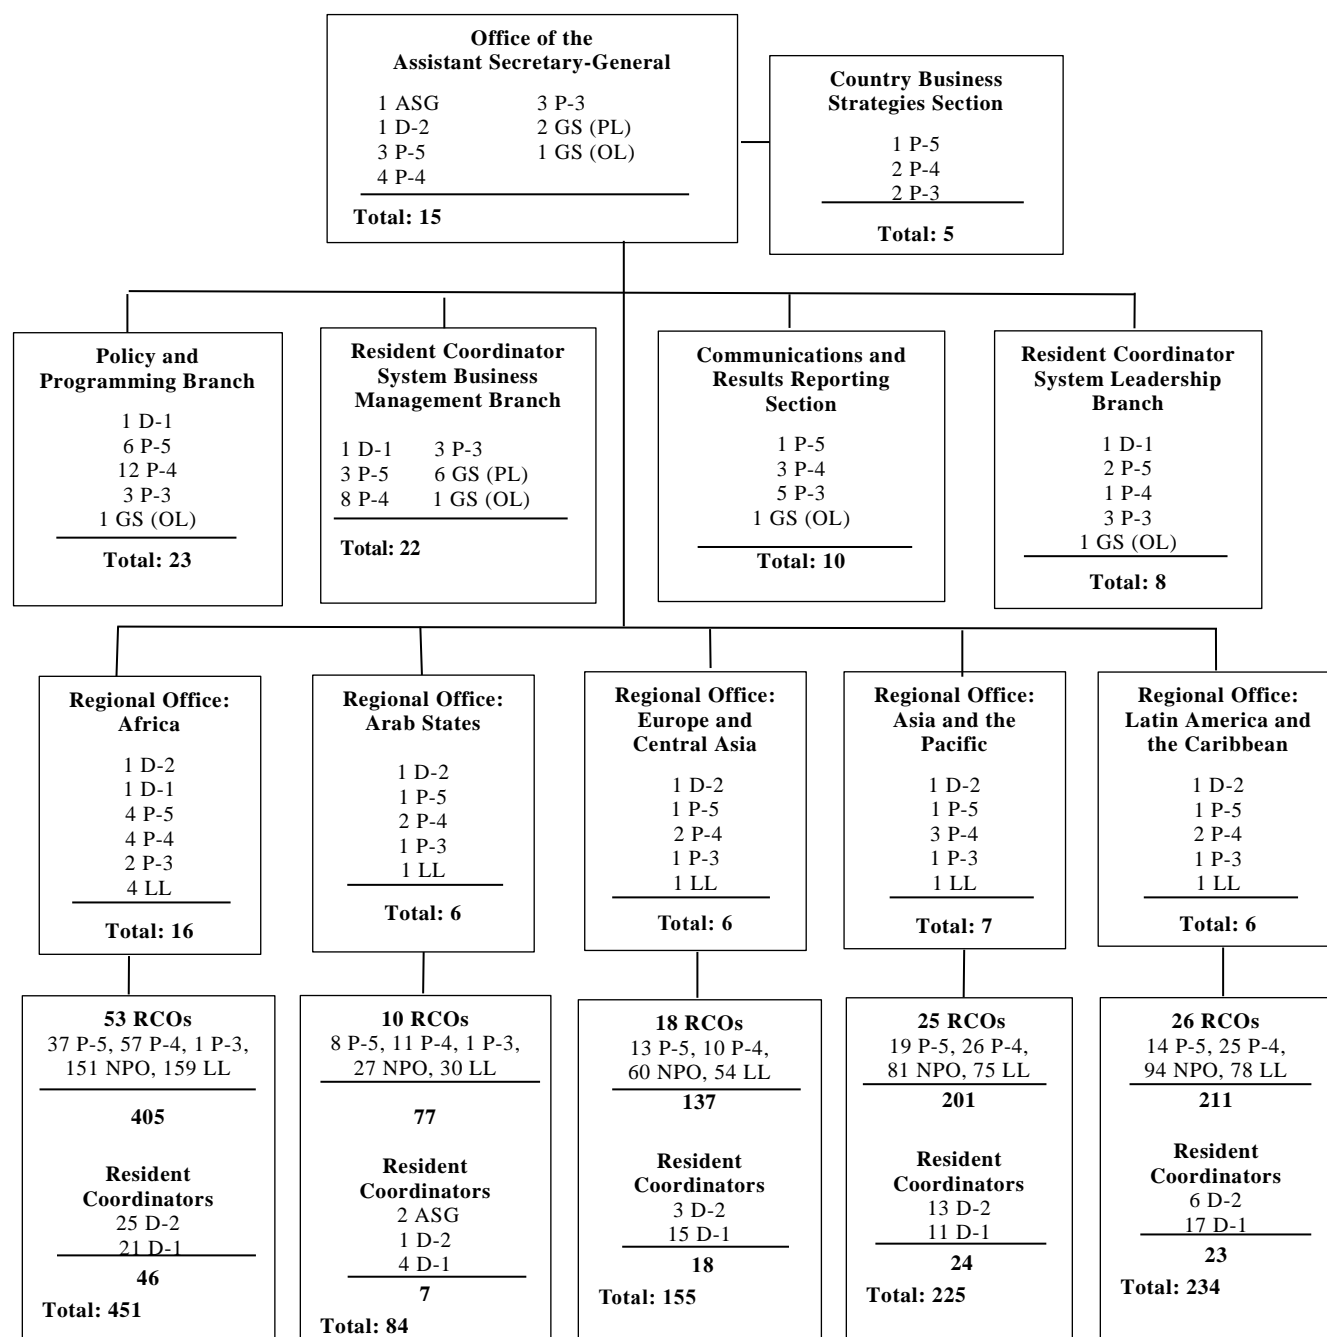 Office of the
Assistant Secretary-General
1 ASG 3 P-3
1 D-2 2 GS (PL)
3 P-5 1 GS (OL)
4 P-4
Total: 15
Country Business
Strategies Section
1 P-5
2 P-4
2 P-3
Total: 5
Policy and
Programming Branch
1 D-1
6 P-5
12 P-4
3 P-3
1 GS (OL)
Total: 23
Resident Coordinator
System Business
Management Branch
1 D-1 3 P-3
3 P-5 6 GS (PL)
8 P-4 1 GS (OL)
Total: 22
Communications and
Results Reporting
Section
1 P-5
3 P-4
5 P-3
1 GS (OL)
Total: 10
Resident Coordinator
System Leadership
Branch
1 D-1
2 P-5
1 P-4
3 P-3
1 GS (OL)
Total: 8
Regional Office:
Africa
1 D-2
1 D-1
4 P-5
4 P-4
2 P-3
4 LL
Total: 16
Regional Office:
Arab States
1 D-2
1 P-5
2 P-4
1 P-3
1 LL
Total: 6
Regional Office:
Europe and
Central Asia
1 D-2
1 P-5
2 P-4
1 P-3
1 LL
Total: 6
Regional Office:
Asia and the
Pacific
1 D-2
1 P-5
3 P-4
1 P-3
1 LL
Total: 7
Regional Office:
Latin America and
the Caribbean
1 D-2
1 P-5
2 P-4
1 P-3
1 LL
Total: 6
53 RCOs
37 P-5, 57 P-4, 1 P-3,
151 NPO, 159 LL
405
Resident
Coordinators
25 D-2
21 D-1
46
Total: 451
10 RCOs
8 P-5, 11 P-4, 1 P-3,
27 NPO, 30 LL
77
Resident
Coordinators
2 ASG
1 D-2
4 D-1
7
Total: 84
18 RCOs
13 P-5, 10 P-4,
60 NPO, 54 LL
137
Resident
Coordinators
3 D-2
15 D-1
18
Total: 155
25 RCOs
19 P-5, 26 P-4,
81 NPO, 75 LL
201
Resident
Coordinators
13 D-2
11 D-1
24
Total: 225
26 RCOs
14 P-5, 25 P-4,
94 NPO, 78 LL
211
Resident
Coordinators
6 D-2
17 D-1
23
Total: 234